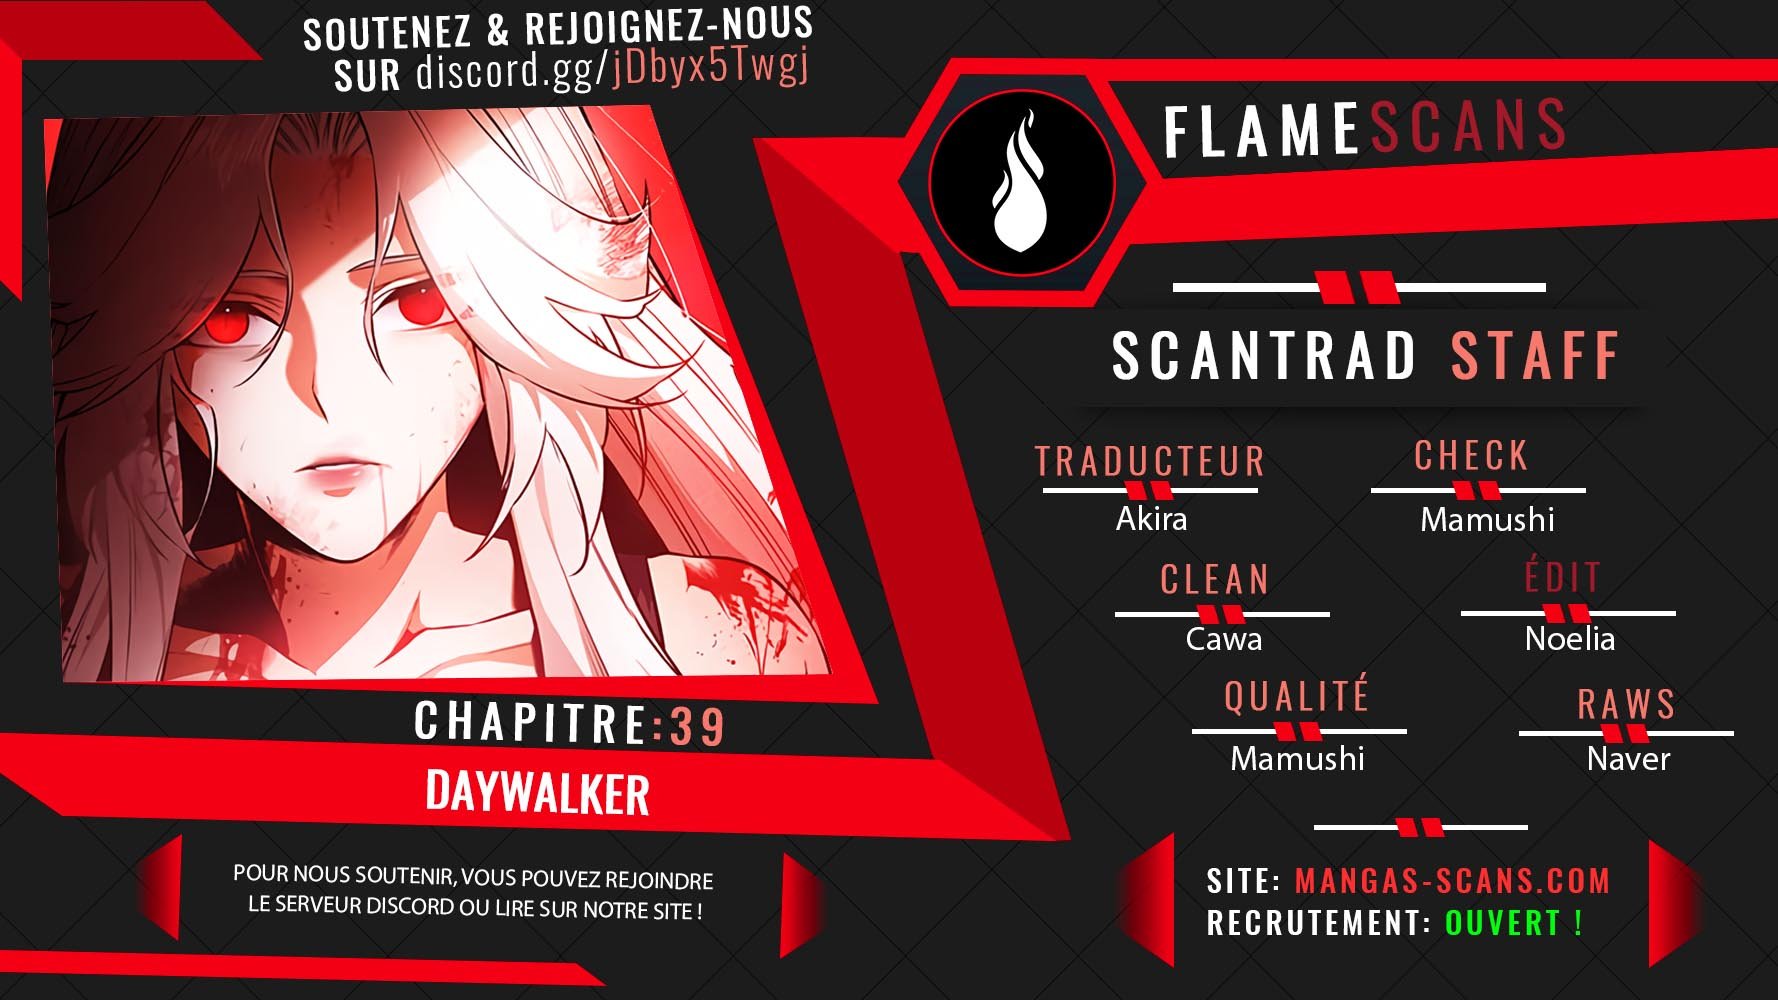 SOUTENEZ & REJOIGNEZ-NOUS
SUR discord.gg/jDbyx5Twgj
FLAMESCANS
SCANTRAD STAFF
TRADUCTEUR
Akira
CHECK
Mamushi
CLEAN
Cawa
ÉDIT
Noelia
QUALITÉ
Mamushi
RAWS
Naver
CHAPITRE:39
DAYWALKER
POUR NOUS SOUTENIR, VOUS POUVEZ REJOINDRE
LE SERVEUR DISCORD OU LIRE SUR NOTRE SITE !
SITE: MANGAS-SCANS.COM
RECRUTEMENT: OUVERT !